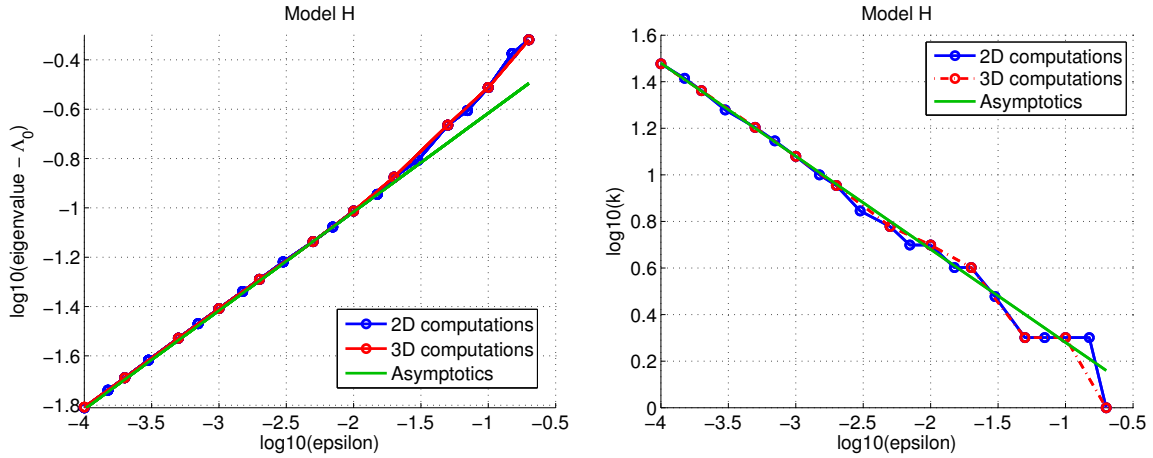 Model H
log10(eigenvalue − Λ0)
−0.4
−0.6
−0.8
−1
−1.2
−1.4
−1.6
−1.8
2D computations
3D computations
Asymptotics
−4 −3.5 −3 −2.5 −2 −1.5 −1 −0.5
log10(epsilon)
Model H
log10(k)
1.6
1.4
1.2
1
0.8
0.6
0.4
0.2
0
2D computations
3D computations
Asymptotics
−4 −3.5 −3 −2.5 −2 −1.5 −1 −0.5
log10(epsilon)